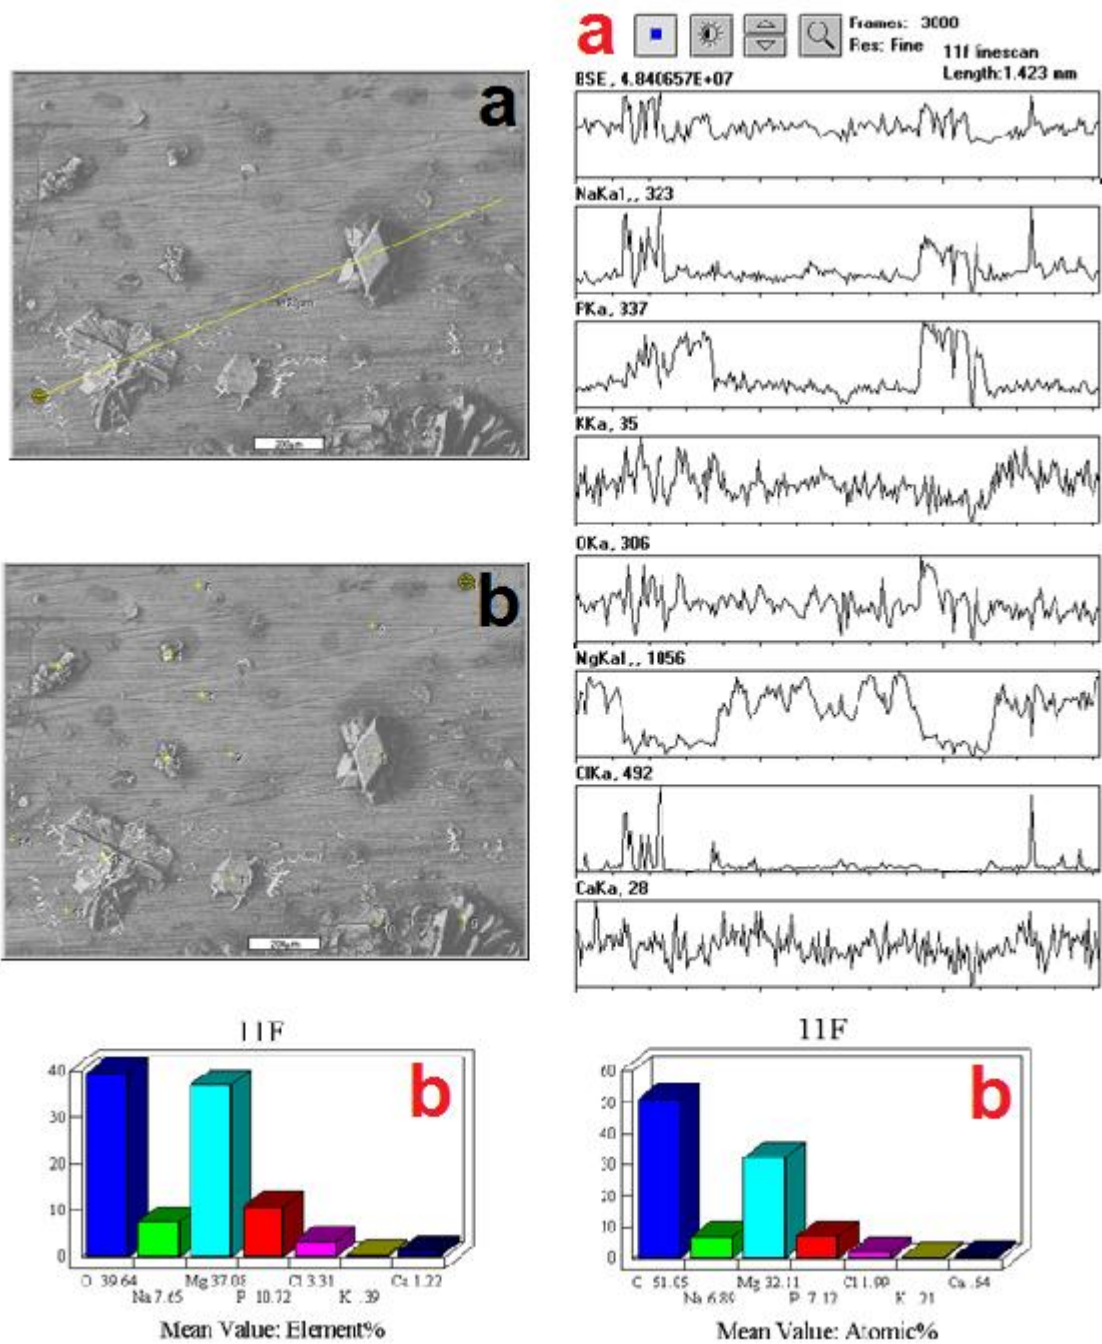 a
a
Frames: 3000
Res: Fine
11f linescan
Length:1.423 mm
BSE, 4.840657E+07
NaKa1,, 323
PKa, 337
KKa, 35
OKa, 306
MgKa1,, 1056
ClKa, 492
CaKa, 28
200µm
b
200µm
11F
b
40
30
20
10
0
O 39.64
Mg 37.08
Cl 3.31
Ca 1.22
Na 7.65
P 10.72
K .39
Mean Value: Element%
11F
b
60
50
40
30
20
10
0
Mg 32.11
Cl 1.99
Ca .64
Na 6.89
P 7.12
K .21
Mean Value: Atomic%